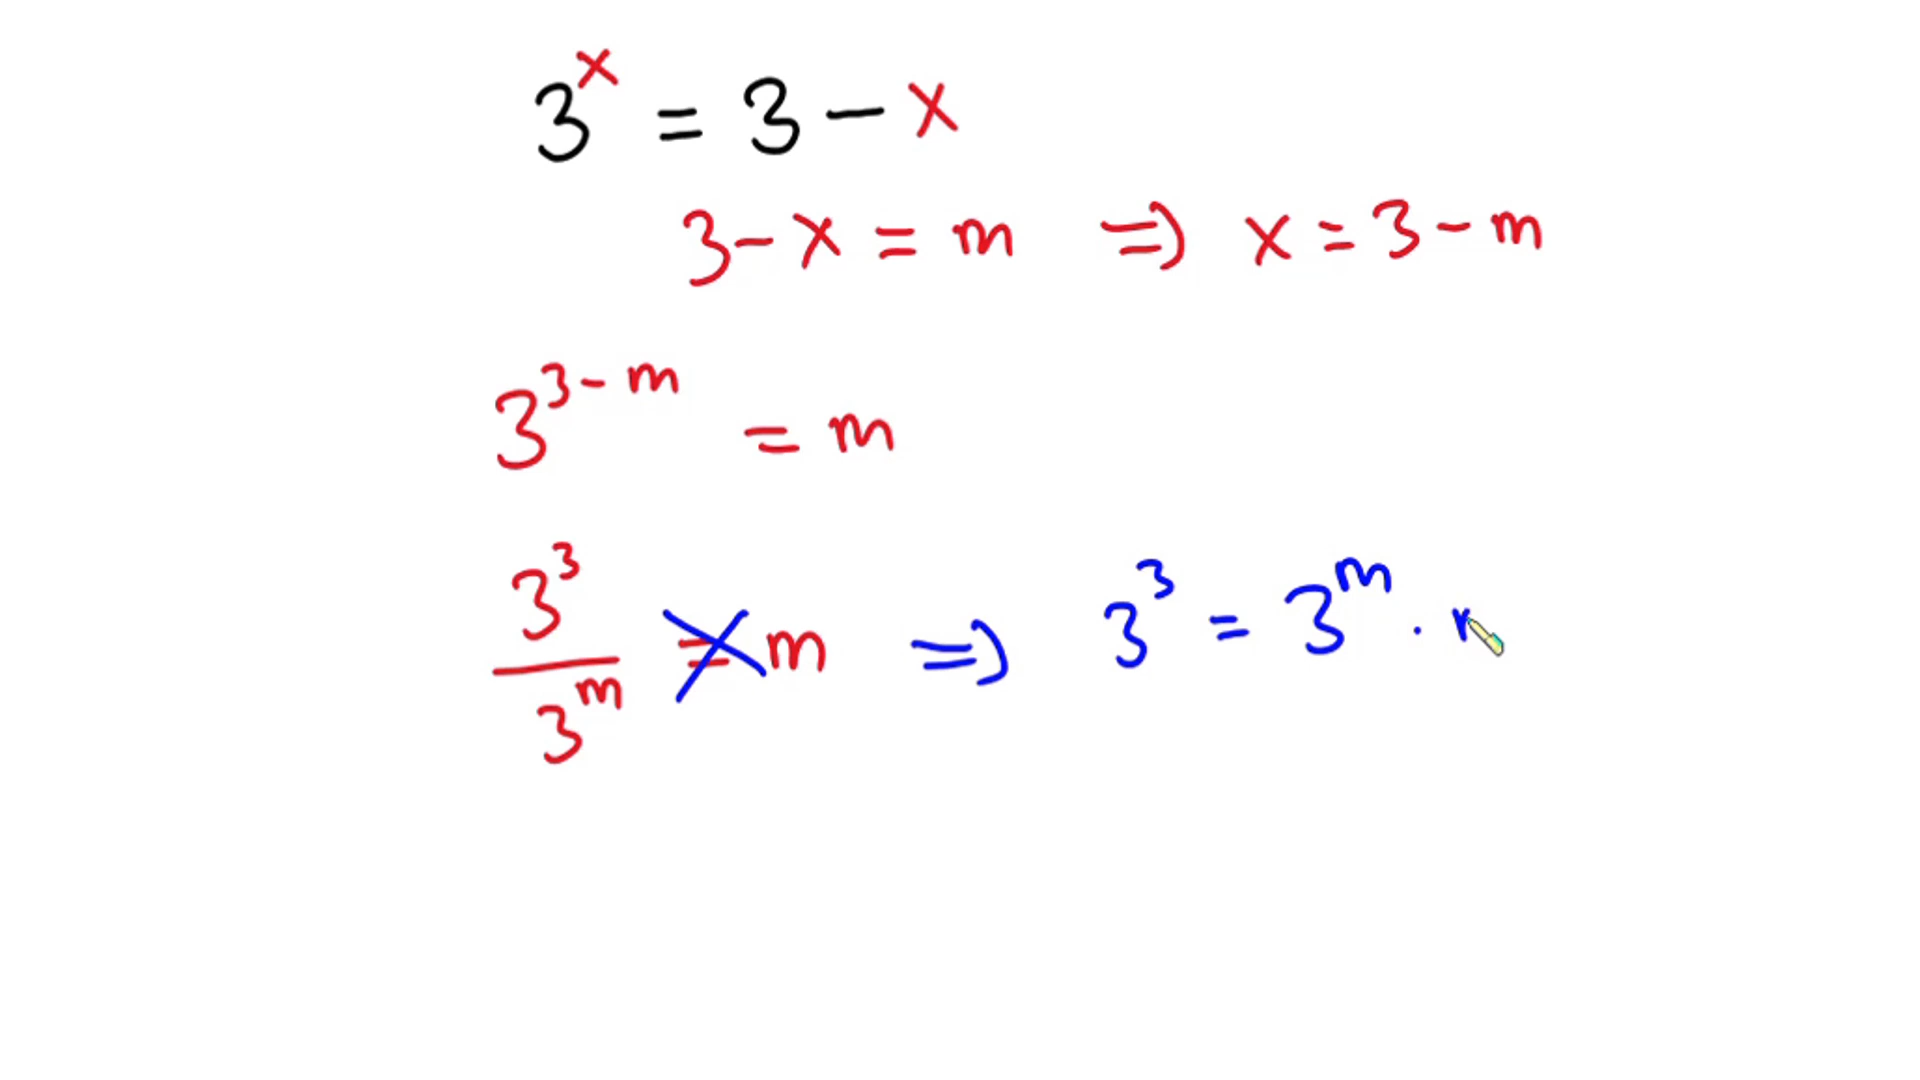 3^x = 3 - x
3 - x = m ⇒ x = 3 - m
3^{3 - m} = m
3^3 / 3^m = m ⇒ 3^3 = 3^m ·